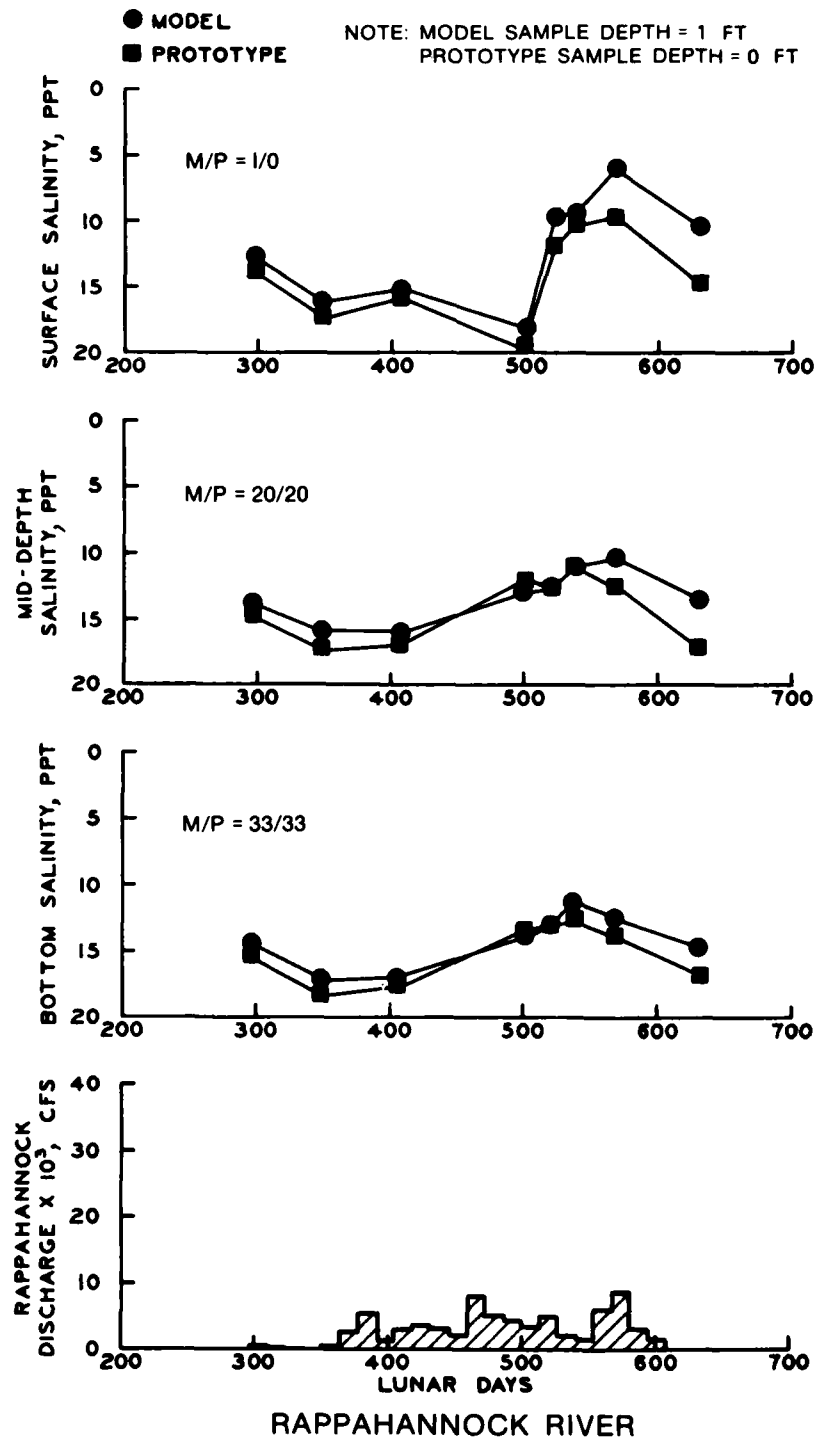 MODEL
PROTOTYPE
NOTE: MODEL SAMPLE DEPTH = 1 FT
PROTOTYPE SAMPLE DEPTH = 0 FT
SURFACE SALINITY, PPT
0
5
10
15
20
M/P = 1/0
200 300 400 500 600 700
MID-DEPTH
SALINITY, PPT
0
5
10
15
20
M/P = 20/20
200 300 400 500 600 700
BOTTOM SALINITY, PPT
0
5
10
15
20
M/P = 33/33
200 300 400 500 600 700
RAPPAHANNOCK
DISCHARGE X 10³, CFS
40
30
20
10
0
200 300 400 500 600 700
LUNAR DAYS
RAPPAHANNOCK RIVER